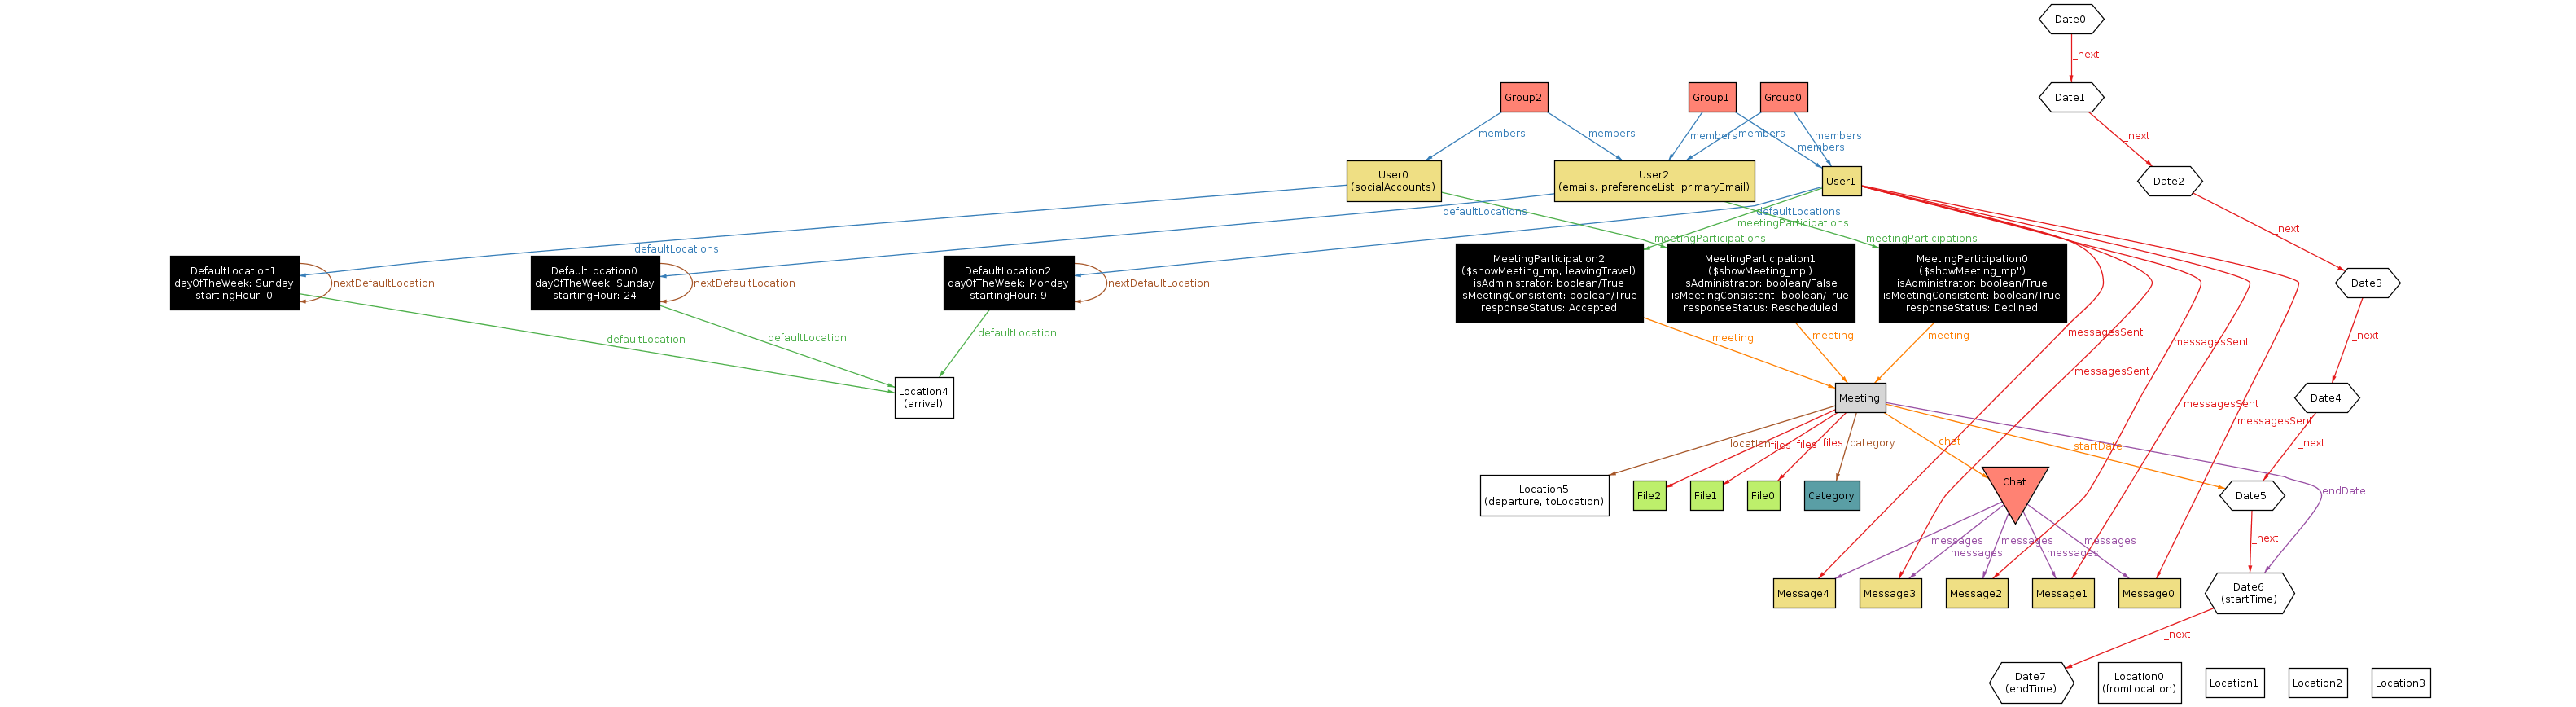 Date0
_next
Group2
Group1
Group0
Date1
members
members
members
members
members
members
_next
User0
(socialAccounts)
User2
(emails, preferenceList, primaryEmail)
User1
Date2
defaultLocations
defaultLocations
defaultLocations
meetingParticipations
meetingParticipations
meetingParticipations
_next
DefaultLocation1
dayOfTheWeek: Sunday
startingHour: 0
nextDefaultLocation
DefaultLocation0
dayOfTheWeek: Sunday
startingHour: 24
nextDefaultLocation
DefaultLocation2
dayOfTheWeek: Monday
startingHour: 9
nextDefaultLocation
MeetingParticipation2
($showMeeting_mp, leavingTravel)
isAdministrator: boolean/True
isMeetingConsistent: boolean/True
responseStatus: Accepted
MeetingParticipation1
($showMeeting_mp')
isAdministrator: boolean/False
isMeetingConsistent: boolean/True
responseStatus: Rescheduled
MeetingParticipation0
($showMeeting_mp'')
isAdministrator: boolean/True
isMeetingConsistent: boolean/True
responseStatus: Declined
Date3
defaultLocation
defaultLocation
defaultLocation
meeting
meeting
meeting
messagesSent
messagesSent
messagesSent
messagesSent
messagesSent
_next
Location4
(arrival)
Meeting
Date4
location
files
files
files
category
chat
startDate
_next
endDate
Location5
(departure, toLocation)
File2
File1
File0
Category
Chat
Date5
messages
messages
messages
messages
messages
_next
Message4
Message3
Message2
Message1
Message0
Date6
(startTime)
_next
Date7
(endTime)
Location0
(fromLocation)
Location1
Location2
Location3